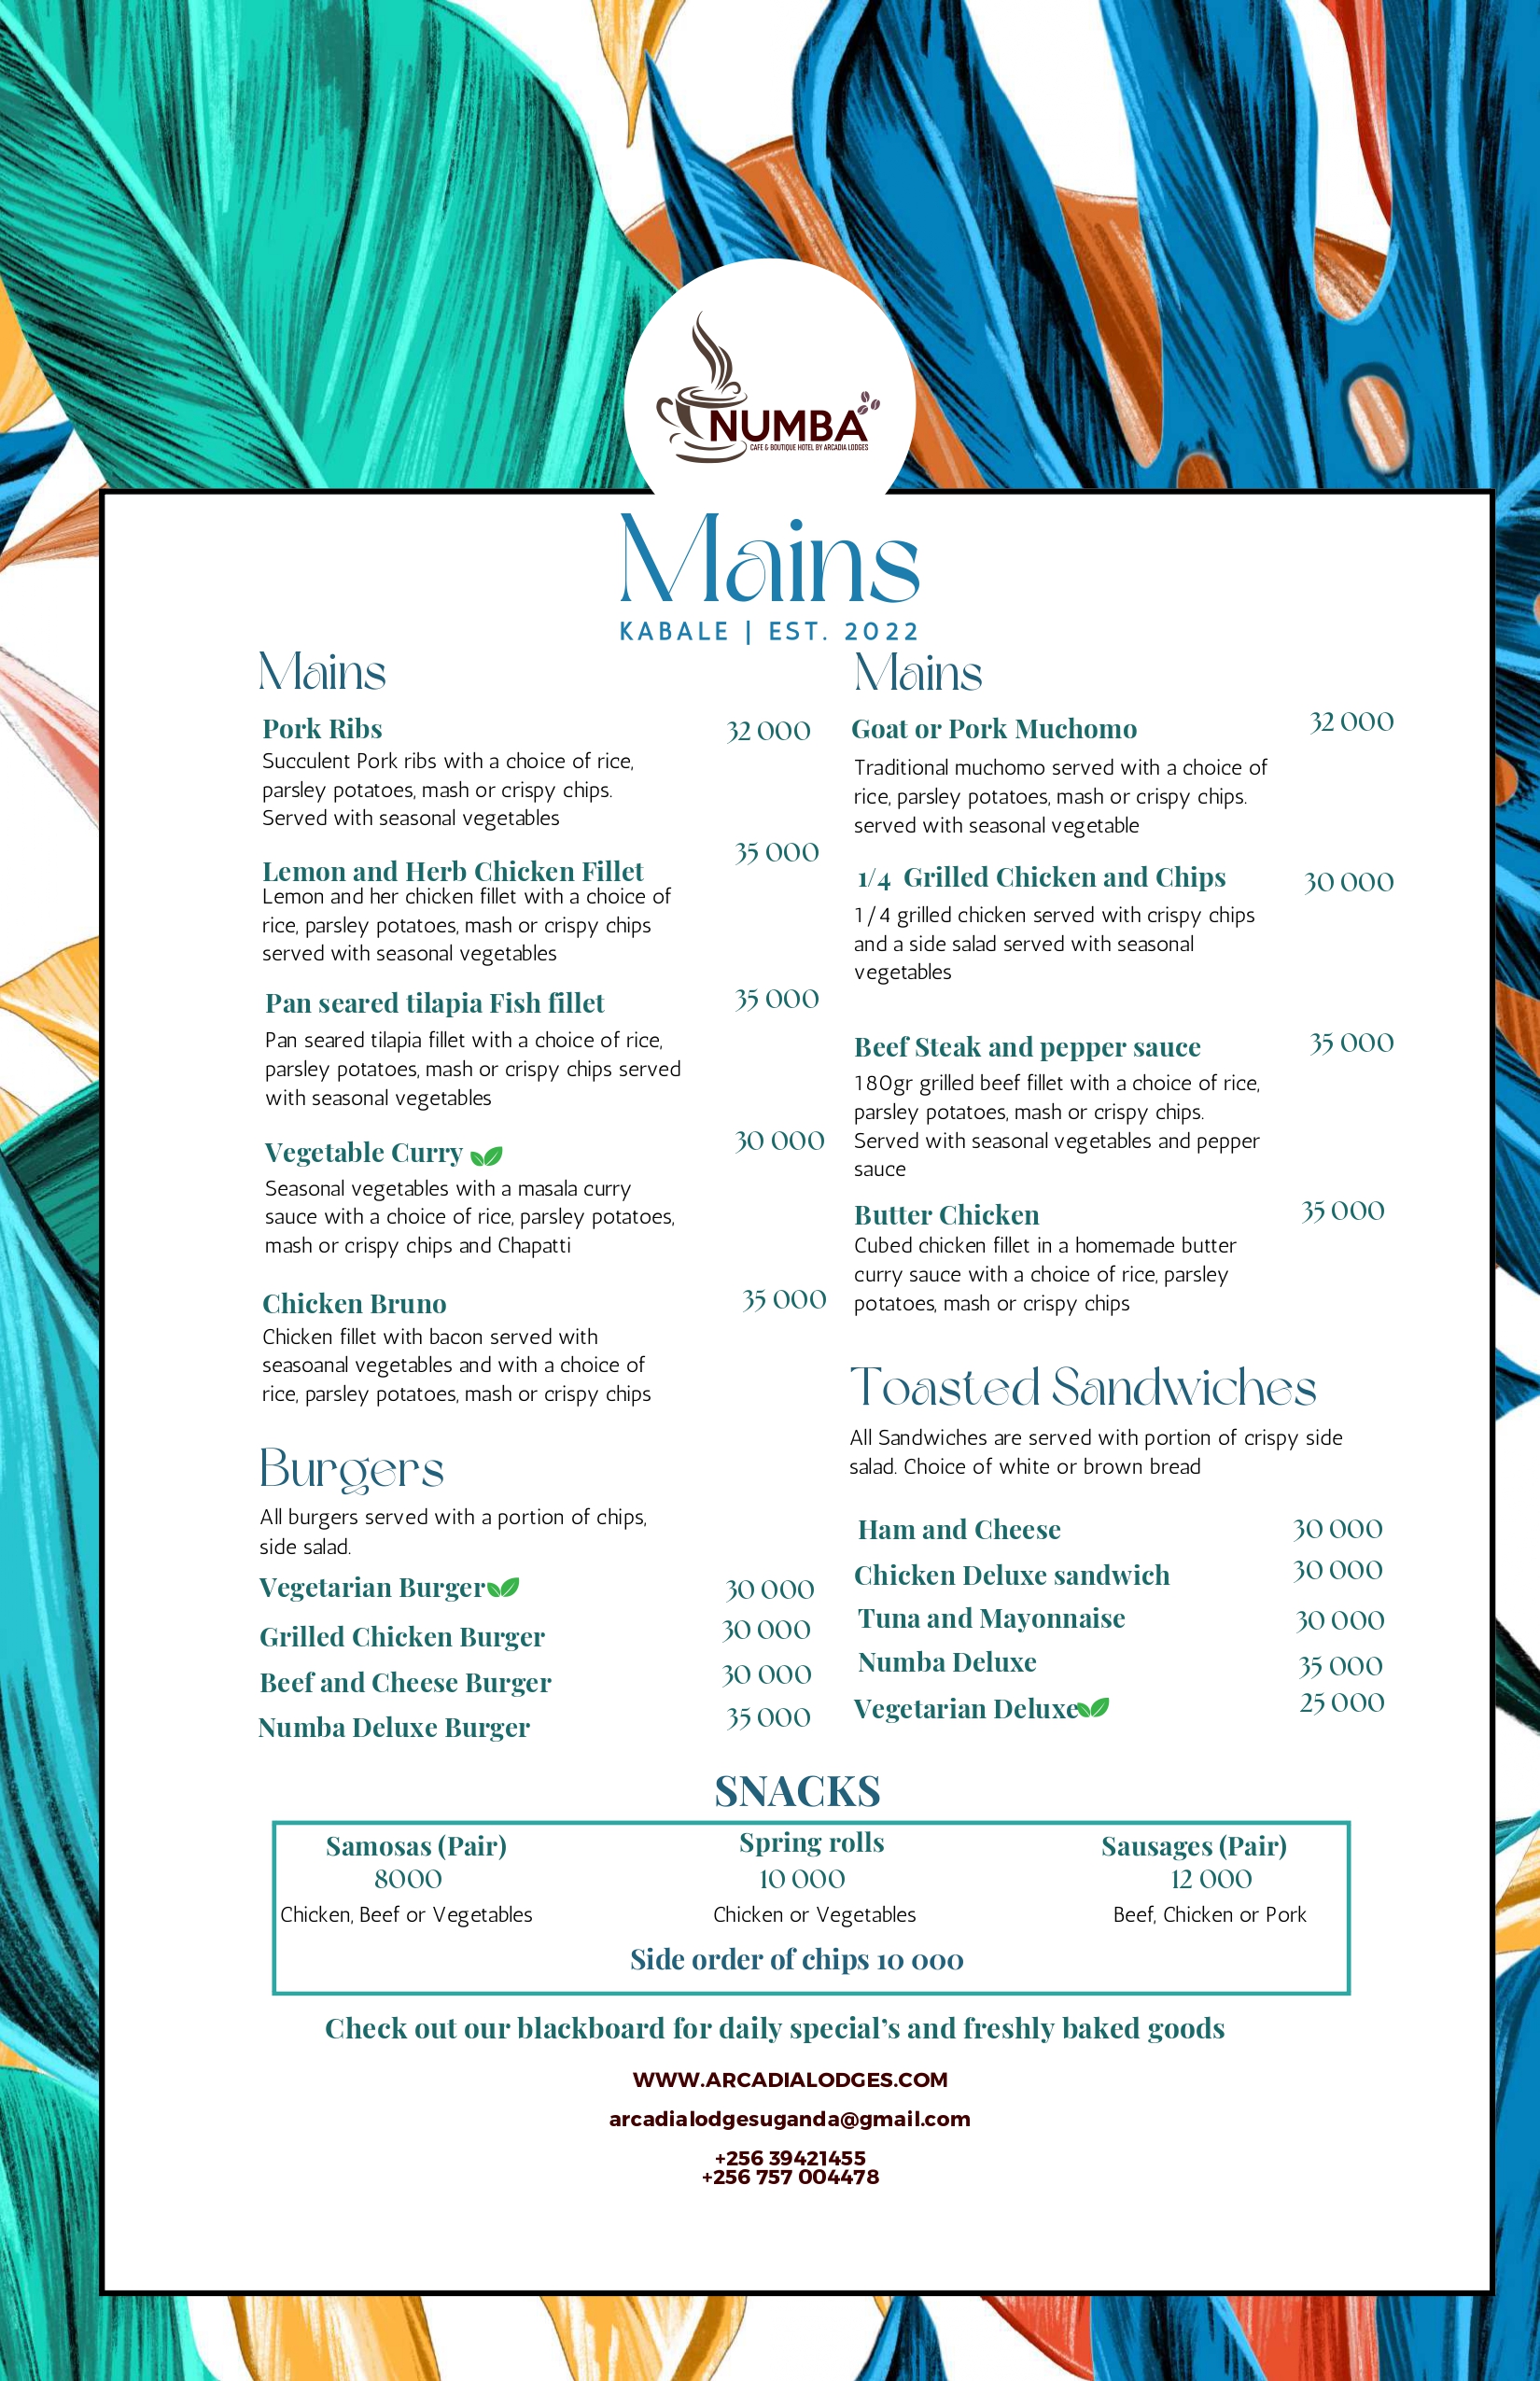 NUMBA
CAFE & BOUTIQUE HOTEL BY ARCADIA LODGES
Mains
KABALE | EST. 2022
Mains
Pork Ribs 32 000
Succulent Pork ribs with a choice of rice,
parsley potatoes, mash or crispy chips.
Served with seasonal vegetables
Lemon and Herb Chicken Fillet 35 000
Lemon and her chicken fillet with a choice of
rice, parsley potatoes, mash or crispy chips
served with seasonal vegetables
Pan seared tilapia Fish fillet 35 000
Pan seared tilapia fillet with a choice of rice,
parsley potatoes, mash or crispy chips served
with seasonal vegetables
Vegetable Curry 30 000
Seasonal vegetables with a masala curry
sauce with a choice of rice, parsley potatoes,
mash or crispy chips and Chapatti
Chicken Bruno 35 000
Chicken fillet with bacon served with
seasoanal vegetables and with a choice of
rice, parsley potatoes, mash or crispy chips
Burgers
All burgers served with a portion of chips,
side salad.
Vegetarian Burger 30 000
Grilled Chicken Burger 30 000
Beef and Cheese Burger 30 000
Numba Deluxe Burger 35 000
Mains
Goat or Pork Muchomo 32 000
Traditional muchomo served with a choice of
rice, parsley potatoes, mash or crispy chips.
served with seasonal vegetable
1/4 Grilled Chicken and Chips 30 000
1/4 grilled chicken served with crispy chips
and a side salad served with seasonal
vegetables
Beef Steak and pepper sauce 35 000
180gr grilled beef fillet with a choice of rice,
parsley potatoes, mash or crispy chips.
Served with seasonal vegetables and pepper
sauce
Butter Chicken 35 000
Cubed chicken fillet in a homemade butter
curry sauce with a choice of rice, parsley
potatoes, mash or crispy chips
Toasted Sandwiches
All Sandwiches are served with portion of crispy side
salad. Choice of white or brown bread
Ham and Cheese 30 000
Chicken Deluxe sandwich 30 000
Tuna and Mayonnaise 30 000
Numba Deluxe 35 000
Vegetarian Deluxe 25 000
SNACKS
Samosas (Pair)
8000
Chicken, Beef or Vegetables
Spring rolls
10 000
Chicken or Vegetables
Sausages (Pair)
12 000
Beef, Chicken or Pork
Side order of chips 10 000
Check out our blackboard for daily special's and freshly baked goods
WWW.ARCADIALODGES.COM
arcadialodgesuganda@gmail.com
+256 39421455
+256 757 004478